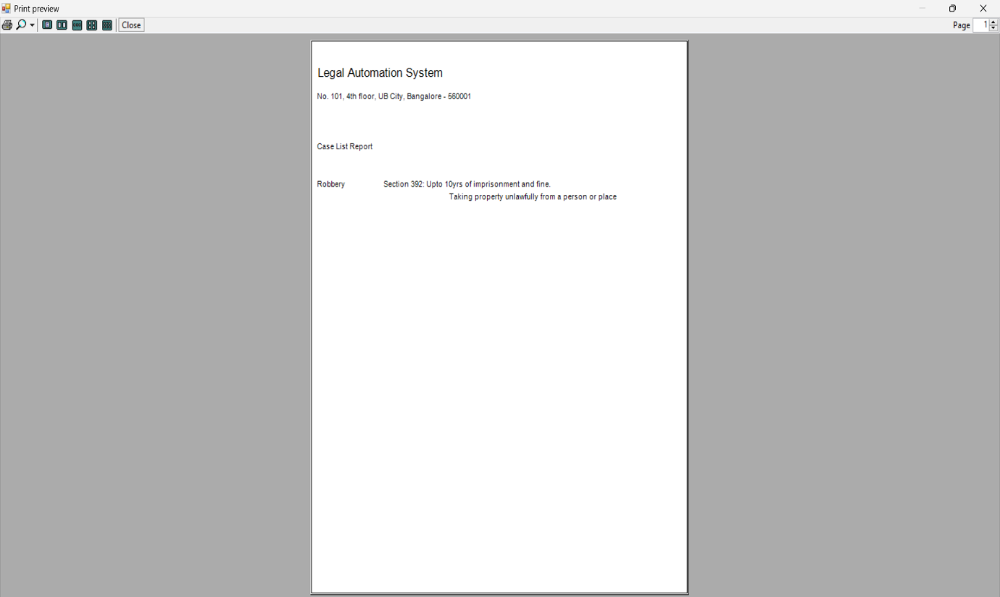 Print preview
Close
Page 1
Legal Automation System
No. 101, 4th floor, UB City, Bangalore - 560001
Case List Report
Robbery Section 392: Upto 10yrs of imprisonment and fine.
Taking property unlawfully from a person or place